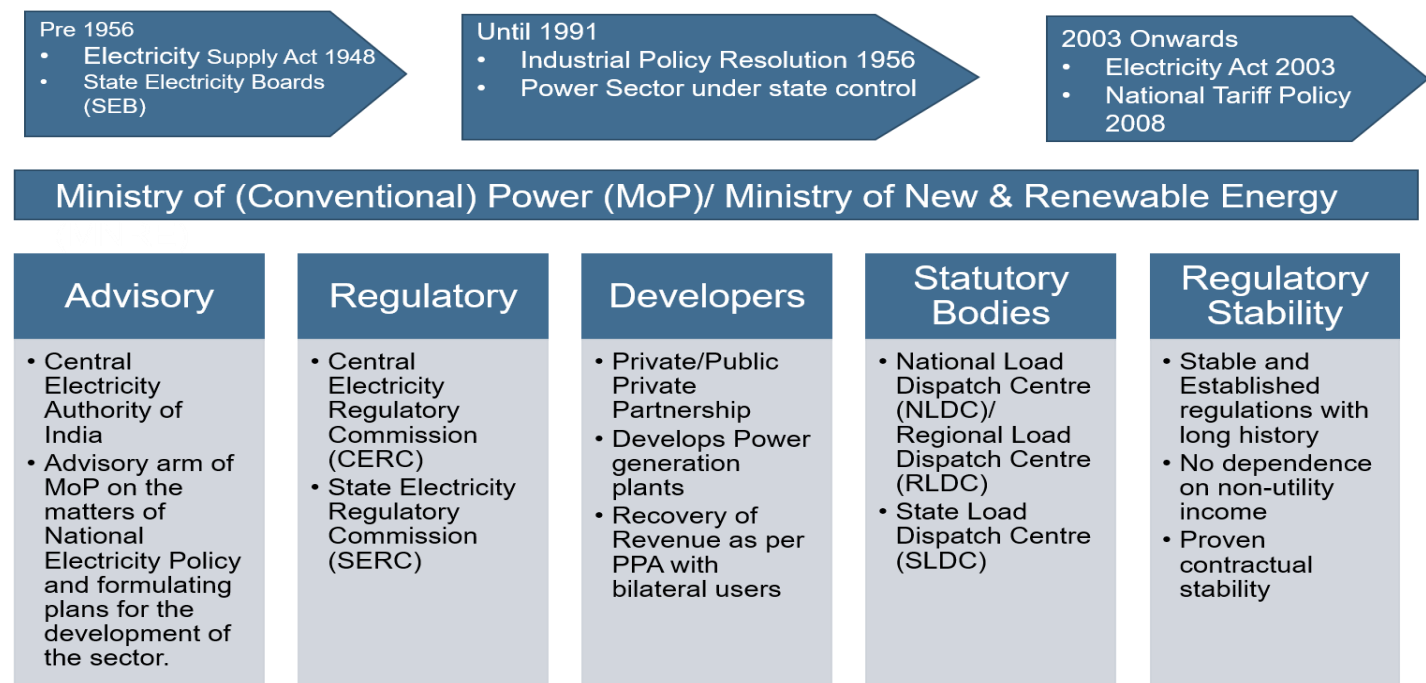 Pre 1956
• Electricity Supply Act 1948
• State Electricity Boards
(SEB)
Until 1991
• Industrial Policy Resolution 1956
• Power Sector under state control
2003 Onwards
• Electricity Act 2003
• National Tariff Policy
2008
Ministry of (Conventional) Power (MoP)/ Ministry of New & Renewable Energy
Advisory
• Central
Electricity
Authority of
India
• Advisory arm of
MoP on the
matters of
National
Electricity Policy
and formulating
plans for the
development of
the sector.
Regulatory
• Central
Electricity
Regulatory
Commission
(CERC)
• State Electricity
Regulatory
Commission
(SERC)
Developers
• Private/Public
Private
Partnership
• Develops Power
generation
plants
• Recovery of
Revenue as per
PPA with
bilateral users
Statutory
Bodies
• National Load
Dispatch Centre
(NLDC)/
Regional Load
Dispatch Centre
(RLDC)
• State Load
Dispatch Centre
(SLDC)
Regulatory
Stability
• Stable and
Established
regulations with
long history
• No dependence
on non-utility
income
• Proven
contractual
stability